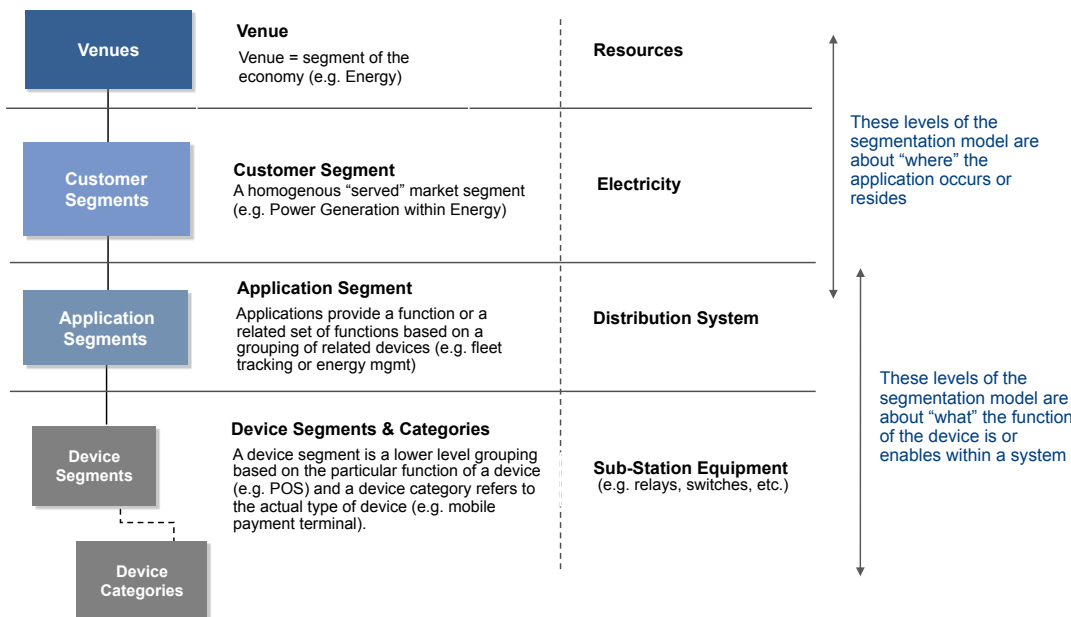 Venues
Venue
Venue = segment of the
economy (e.g. Energy)
Resources
Customer
Segments
Customer Segment
A homogenous “served” market segment
(e.g. Power Generation within Energy)
Electricity
These levels of the
segmentation model are
about “where” the
application occurs or
resides
Application
Segments
Application Segment
Applications provide a function or a
related set of functions based on a
grouping of related devices (e.g. fleet
tracking or energy mgmt)
Distribution System
Device
Segments
Device Segments & Categories
A device segment is a lower level grouping
based on the particular function of a device
(e.g. POS) and a device category refers to
the actual type of device (e.g. mobile
payment terminal).
Sub-Station Equipment
(e.g. relays, switches, etc.)
These levels of the
segmentation model are
about “what” the function
of the device is or
enables within a system
Device
Categories